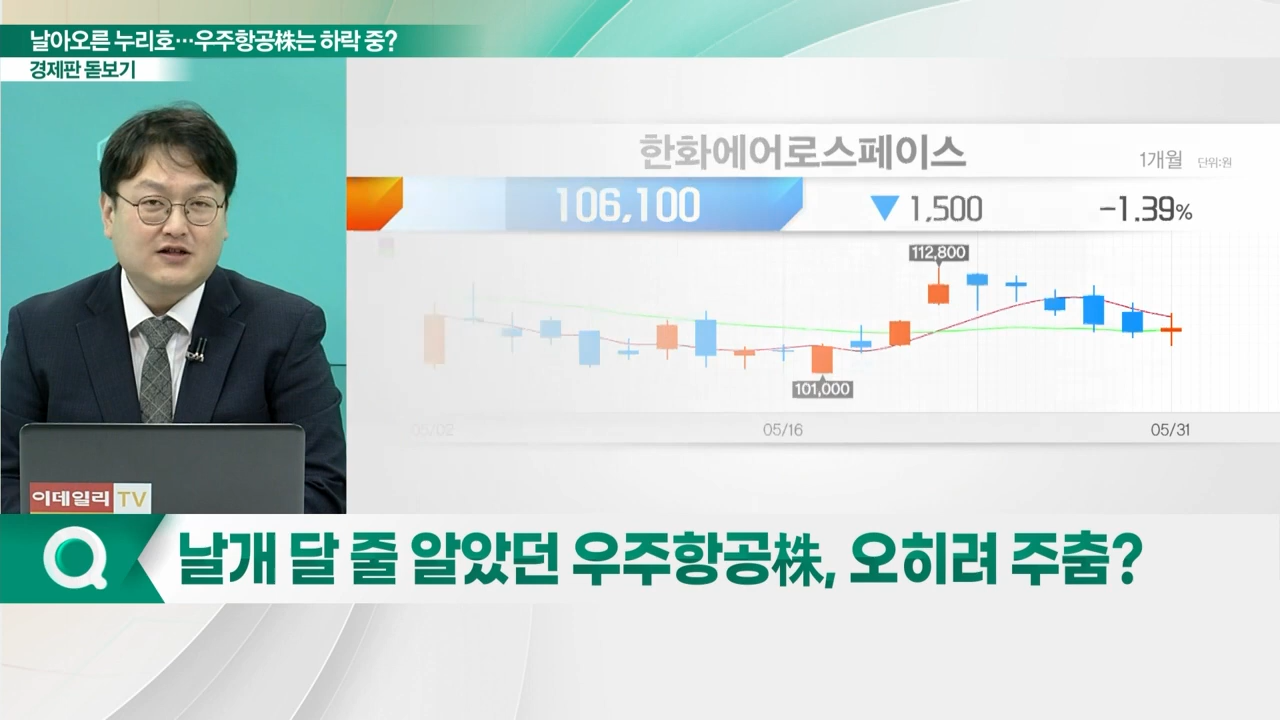 날아오른 누리호…우주항공株는 하락 중?
경제판 돋보기
한화에어로스페이스
1개월 단위:원
106,100 ▼ 1,500 -1.39%
112,800
101,000
05/02 05/16 05/31
이데일리 TV
날개 달 줄 알았던 우주항공株, 오히려 주춤?